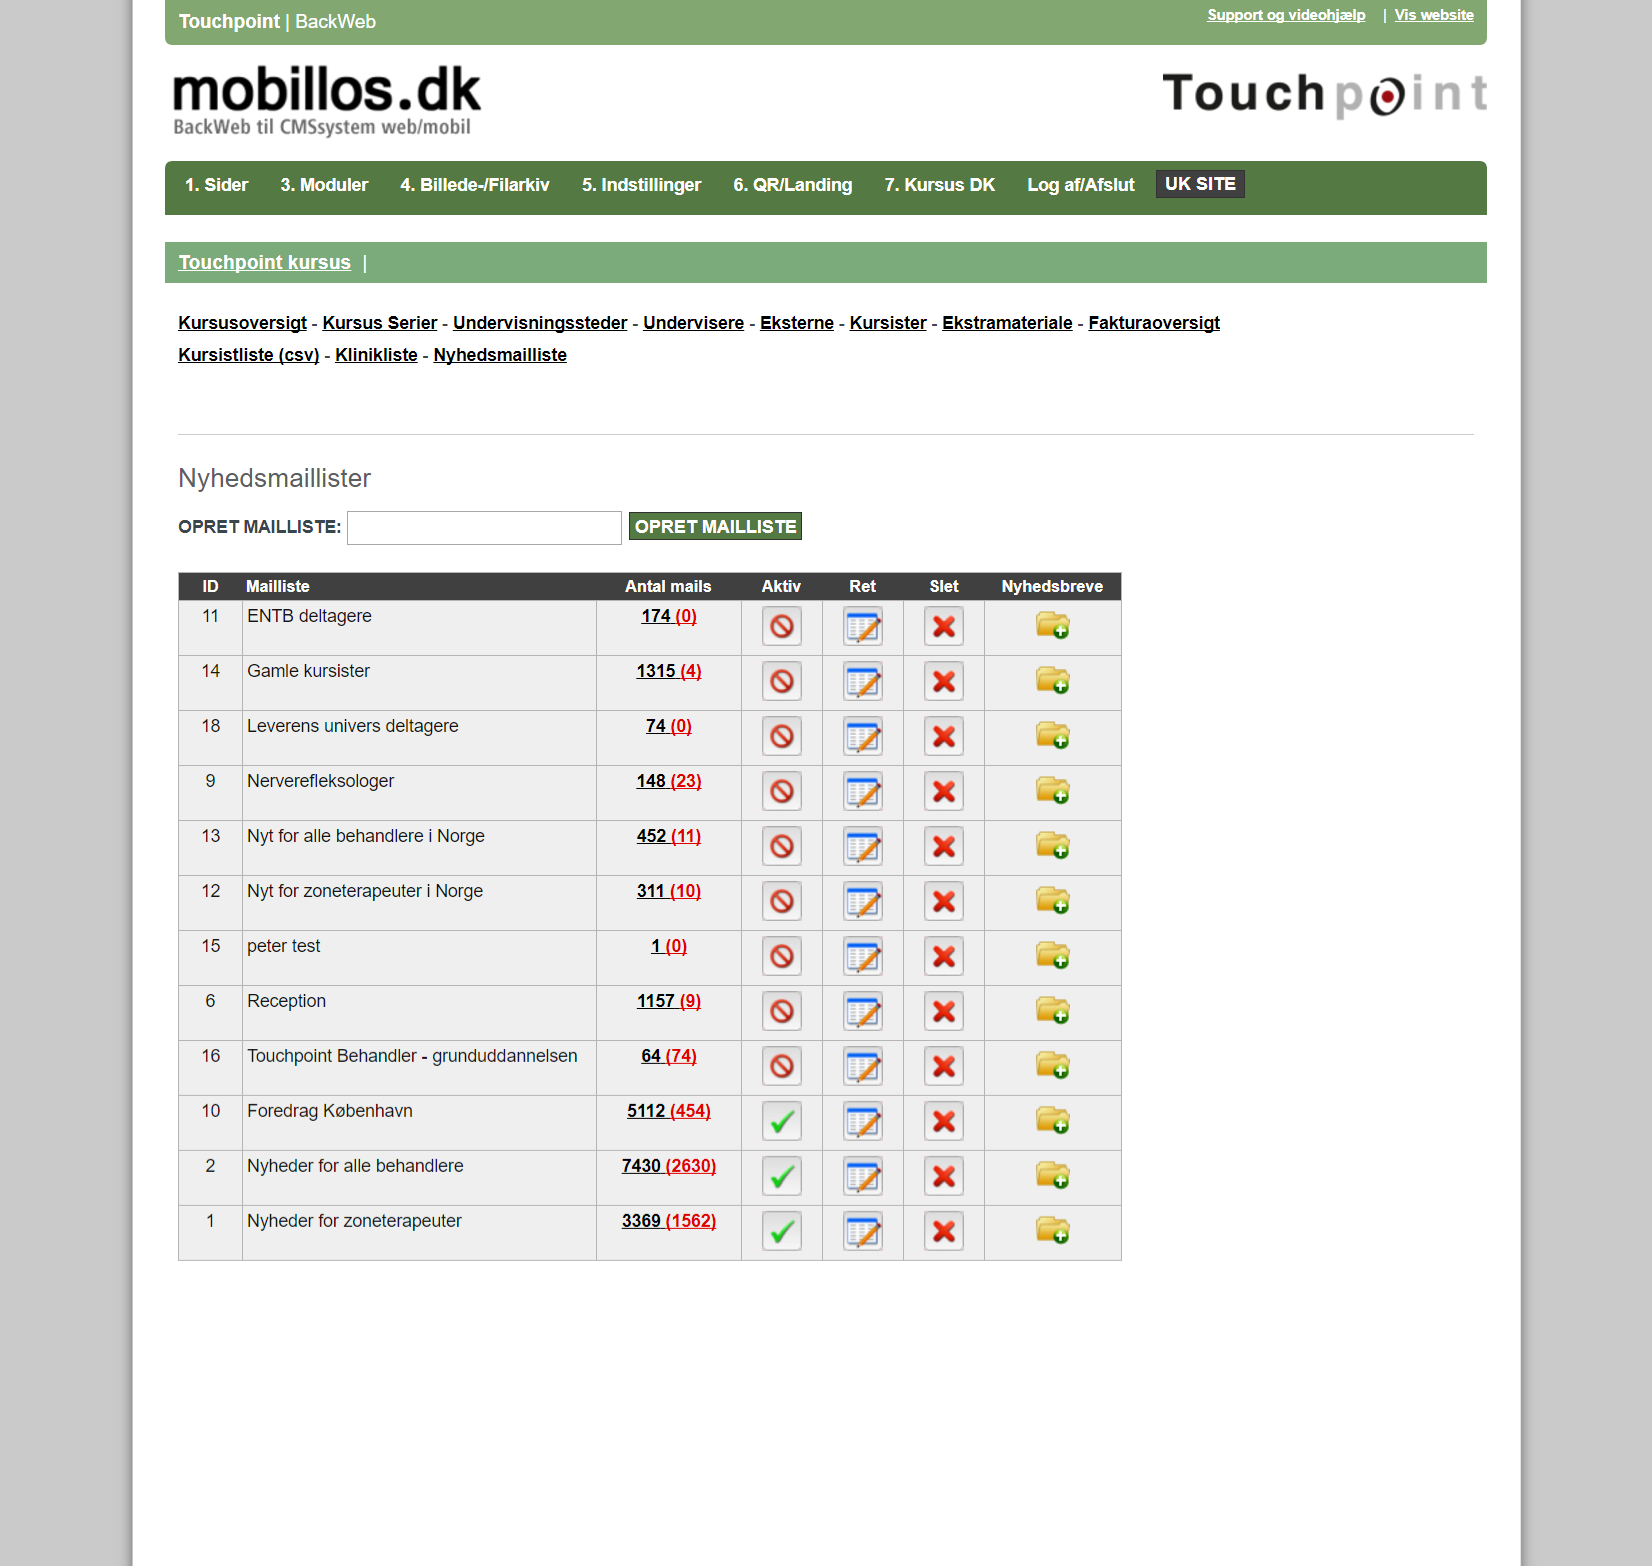 Touchpoint | BackWeb
Support og videohjælp | Vis website
mobillos.dk
BackWeb til CMSsystem web/mobil
Touchpoint
1. Sider 3. Moduler 4. Billede-/Filarkiv 5. Indstillinger 6. QR/Landing 7. Kursus DK Log af/Afslut UK SITE
Touchpoint kursus |
Kursusoversigt - Kursus Serier - Undervisningssteder - Undervisere - Eksterne - Kursister - Ekstramateriale - Fakturaoversigt
Kursistliste (csv) - Klinikliste - Nyhedsmailliste
Nyhedsmaillister
OPRET MAILLISTE: OPRET MAILLISTE
ID Mailliste Antal mails Aktiv Ret Slet Nyhedsbreve
11 ENTB deltagere 174 (0)
14 Gamle kursister 1315 (4)
18 Leverens univers deltagere 74 (0)
9 Nerverefleksologer 148 (23)
13 Nyt for alle behandlere i Norge 452 (11)
12 Nyt for zoneterapeuter i Norge 311 (10)
15 peter test 1 (0)
6 Reception 1157 (9)
16 Touchpoint Behandler - grunduddannelsen 64 (74)
10 Foredrag København 5112 (454)
2 Nyheder for alle behandlere 7430 (2630)
1 Nyheder for zoneterapeuter 3369 (1562)